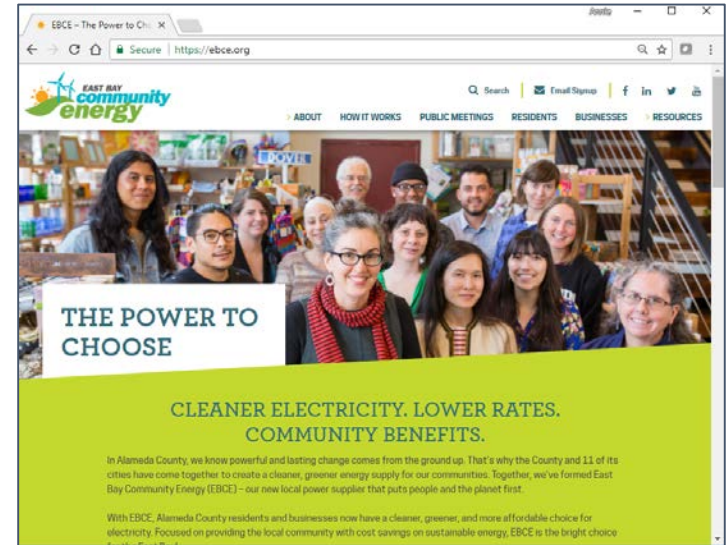 EBCE – The Power to Ch
Secure | https://ebce.org
EAST BAY
community
energy
Search
Email Signup
f in
ABOUT HOW IT WORKS PUBLIC MEETINGS RESIDENTS BUSINESSES RESOURCES
DOVER
THE POWER TO
CHOOSE
CLEANER ELECTRICITY. LOWER RATES.
COMMUNITY BENEFITS.
In Alameda County, we know powerful and lasting change comes from the ground up. That's why the County and 11 of its
cities have come together to create a cleaner, greener energy supply for our communities. Together, we've formed East
Bay Community Energy (EBCE) – our new local power supplier that puts people and the planet first.
With EBCE, Alameda County residents and businesses now have a cleaner, greener, and more affordable choice for
electricity. Focused on providing the local community with cost savings on sustainable energy, EBCE is the bright choice